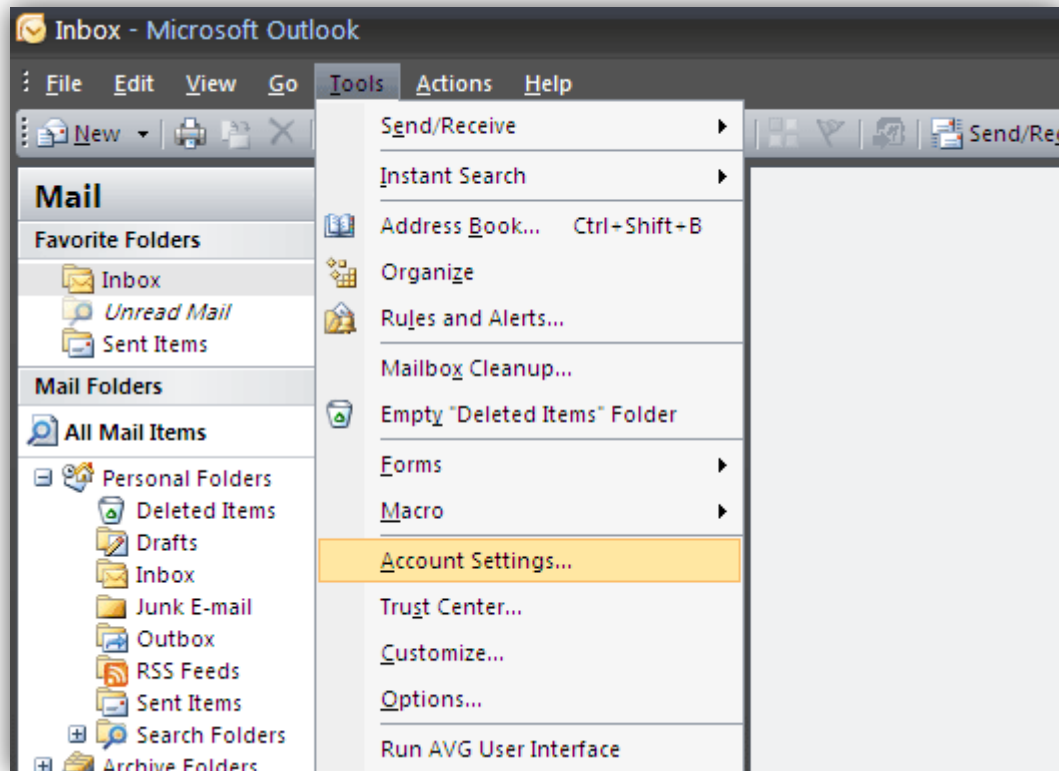 Inbox - Microsoft Outlook
File Edit View Go Tools Actions Help
New
Send/Re
Mail
Favorite Folders
Inbox
Unread Mail
Sent Items
Mail Folders
All Mail Items
Personal Folders
Deleted Items
Drafts
Inbox
Junk E-mail
Outbox
RSS Feeds
Sent Items
Search Folders
Archive Folders
Send/Receive
Instant Search
Address Book... Ctrl+Shift+B
Organize
Rules and Alerts...
Mailbox Cleanup...
Empty "Deleted Items" Folder
Forms
Macro
Account Settings...
Trust Center...
Customize...
Options...
Run AVG User Interface